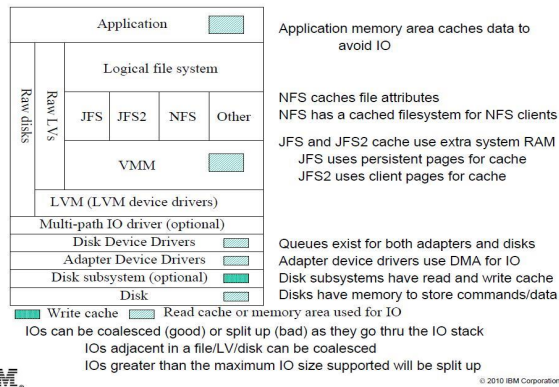 Application
Application memory area caches data to
avoid IO
Raw disks
Raw LVs
Logical file system
JFS JFS2 NFS Other
NFS caches file attributes
NFS has a cached filesystem for NFS clients
VMM
JFS and JFS2 cache use extra system RAM
JFS uses persistent pages for cache
JFS2 uses client pages for cache
LVM (LVM device drivers)
Multi-path IO driver (optional)
Disk Device Drivers
Queues exist for both adapters and disks
Adapter Device Drivers
Adapter device drivers use DMA for IO
Disk subsystem (optional)
Disk subsystems have read and write cache
Disk
Disks have memory to store commands/data
Write cache
Read cache or memory area used for IO
IOs can be coalesced (good) or split up (bad) as they go thru the IO stack
IOs adjacent in a file/LV/disk can be coalesced
IOs greater than the maximum IO size supported will be split up
© 2010 IBM Corporation